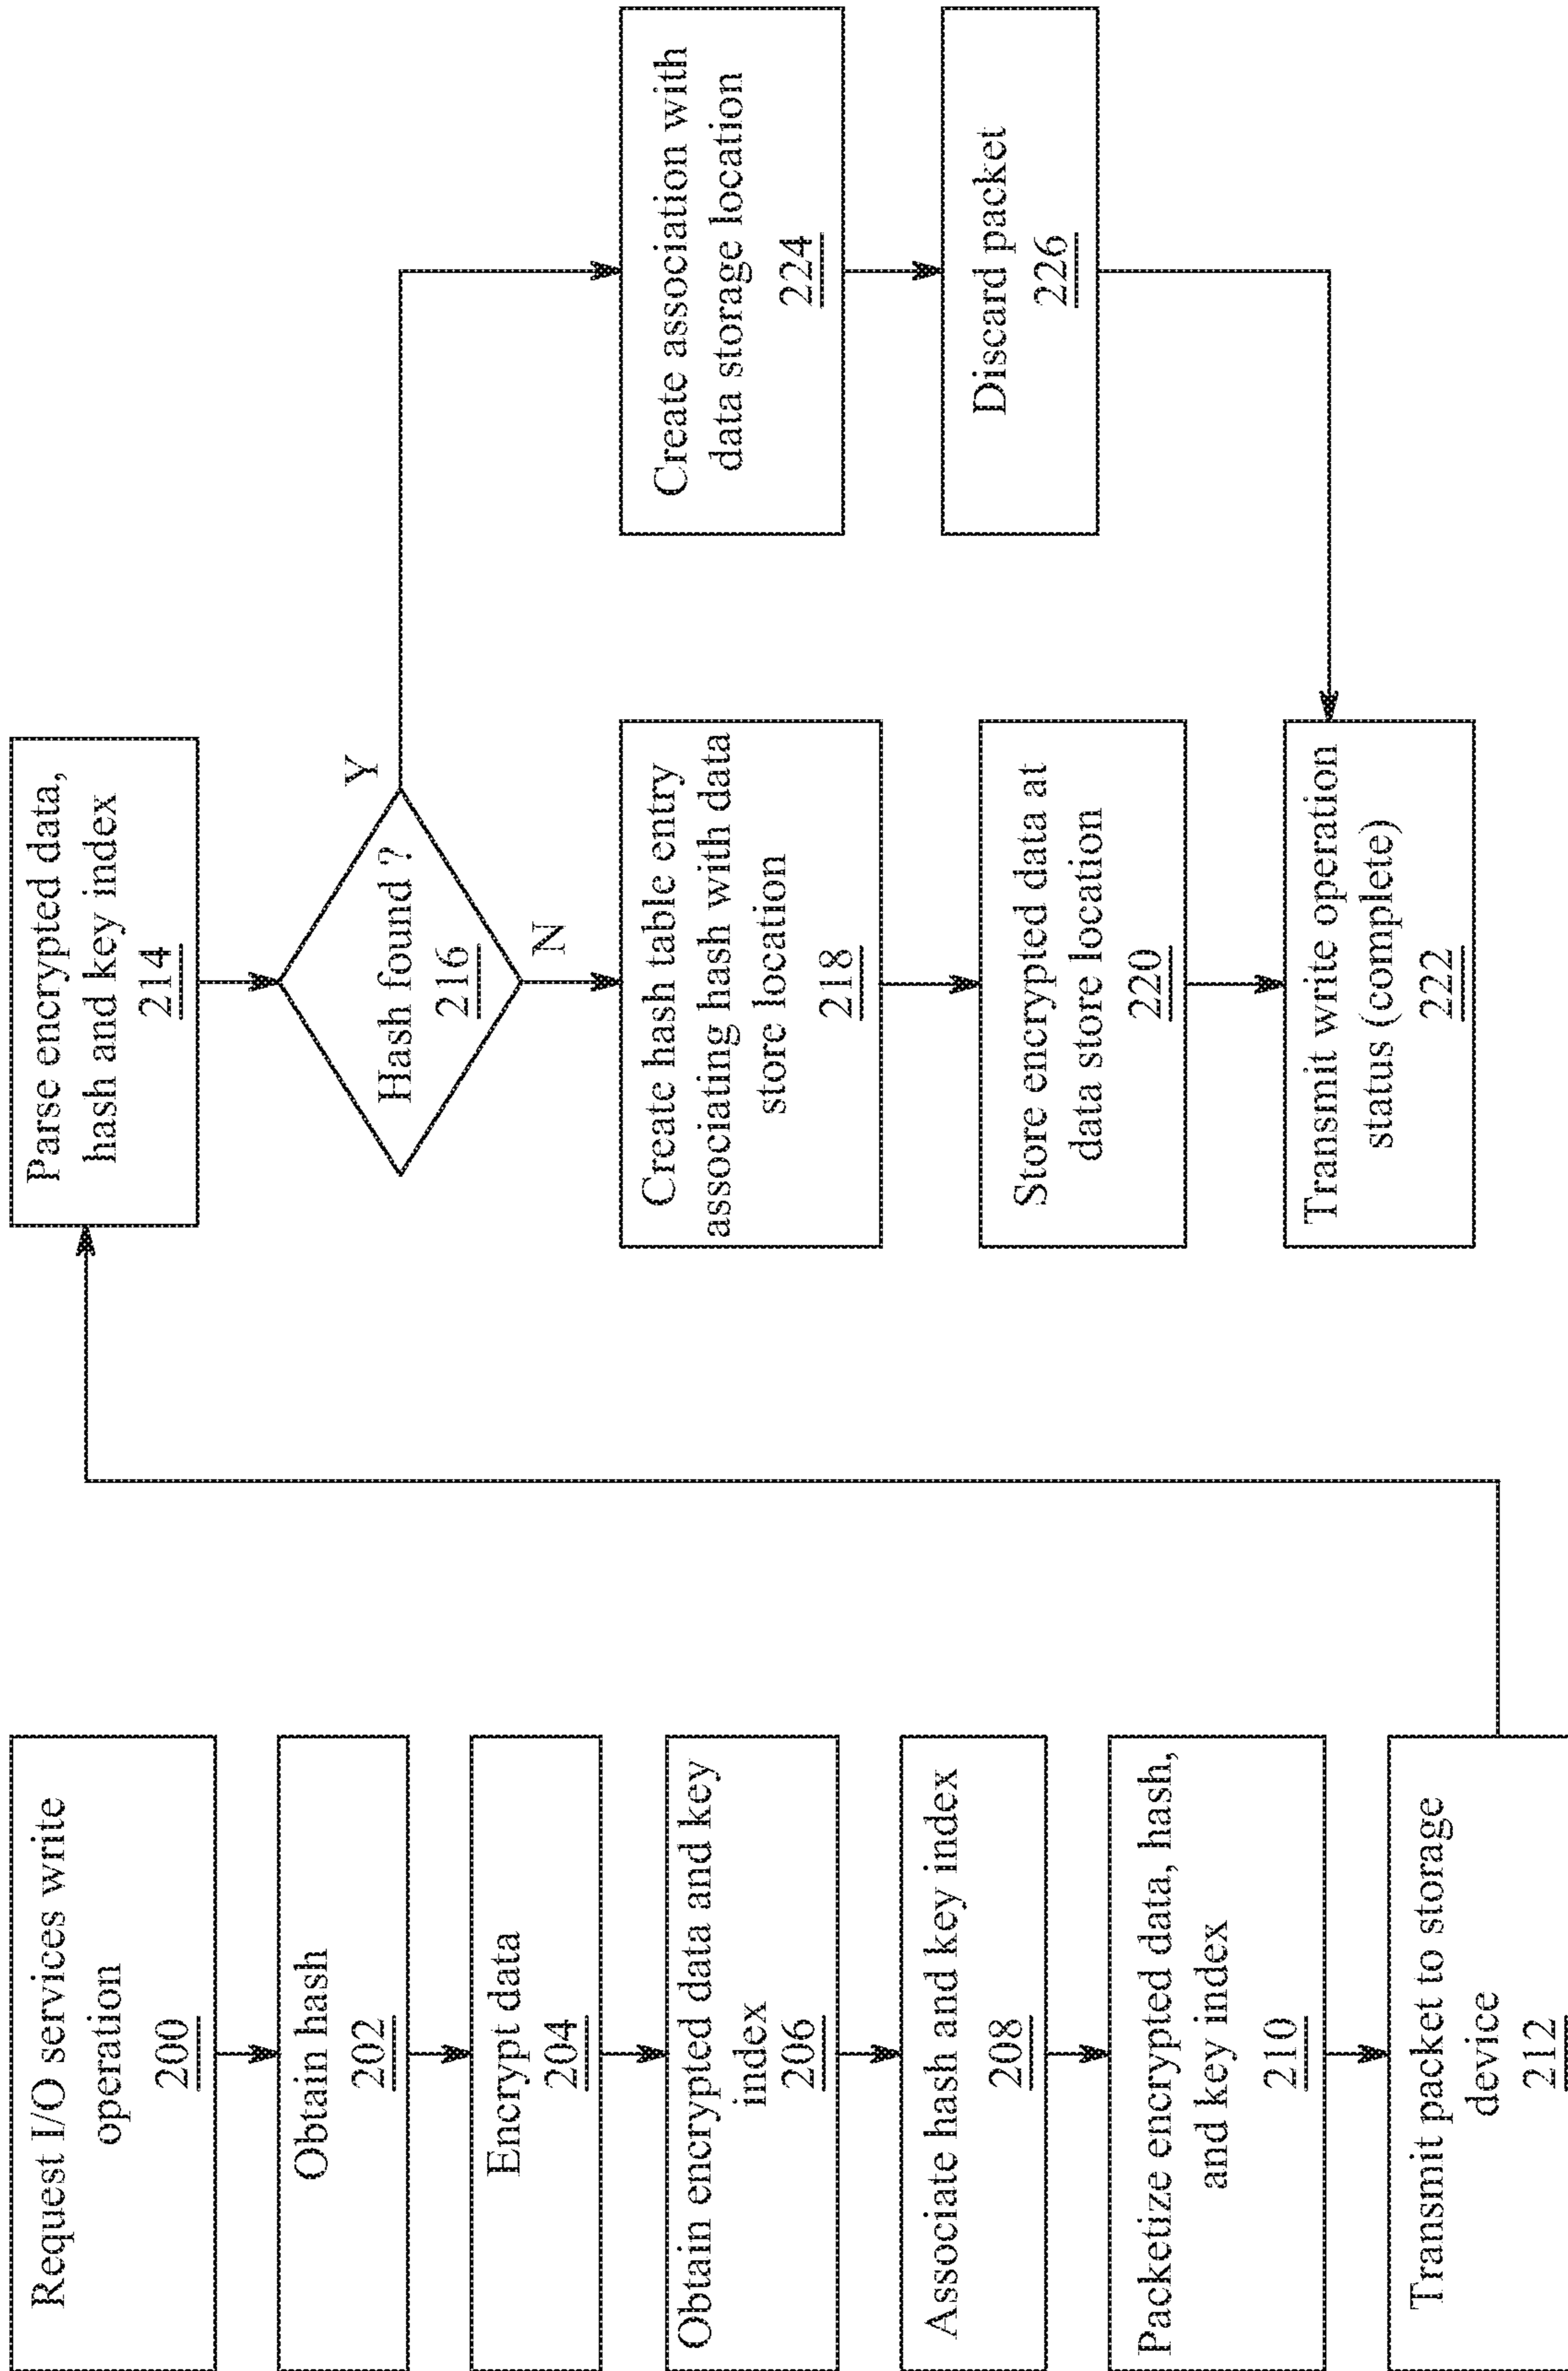 Request I/O services write
operation
200
Obtain hash
202
Encrypt data
204
Obtain encrypted data and key
index
206
Associate hash and key index
208
Packetize encrypted data, hash,
and key index
210
Transmit packet to storage
device
212
Parse encrypted data,
hash and key index
214
Hash found ?
216
Y
N
Create hash table entry
associating hash with data
store location
218
Store encrypted data at
data store location
220
Transmit write operation
status (complete)
222
Create association with
data storage location
224
Discard packet
226